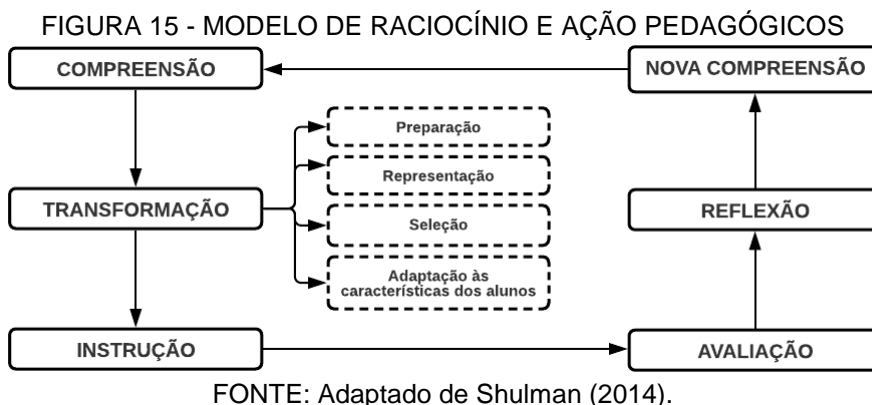 FIGURA 15 - MODELO DE RACIOCÍNIO E AÇÃO PEDAGÓGICOS
COMPREENSÃO
NOVA COMPREENSÃO
Preparação
Representação
TRANSFORMAÇÃO
REFLEXÃO
Seleção
Adaptação às
características dos alunos
INSTRUÇÃO
AVALIAÇÃO
FONTE: Adaptado de Shulman (2014).